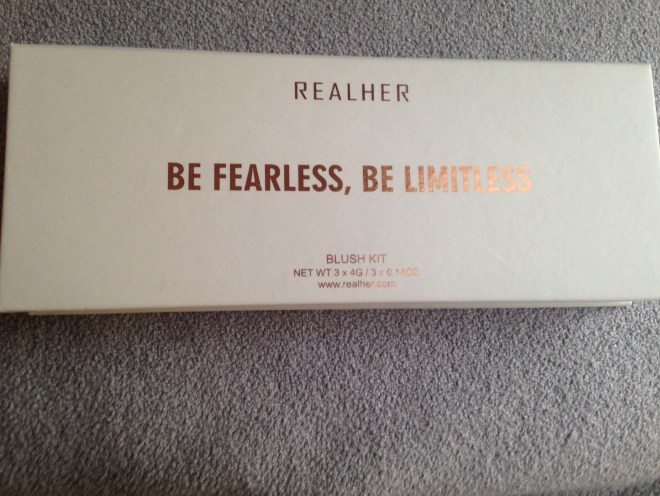 REALHER
BE FEARLESS, BE LIMITLESS
BLUSH KIT
NET WT 3 x 4G / 3 x 0.14OZ
www.realher.com